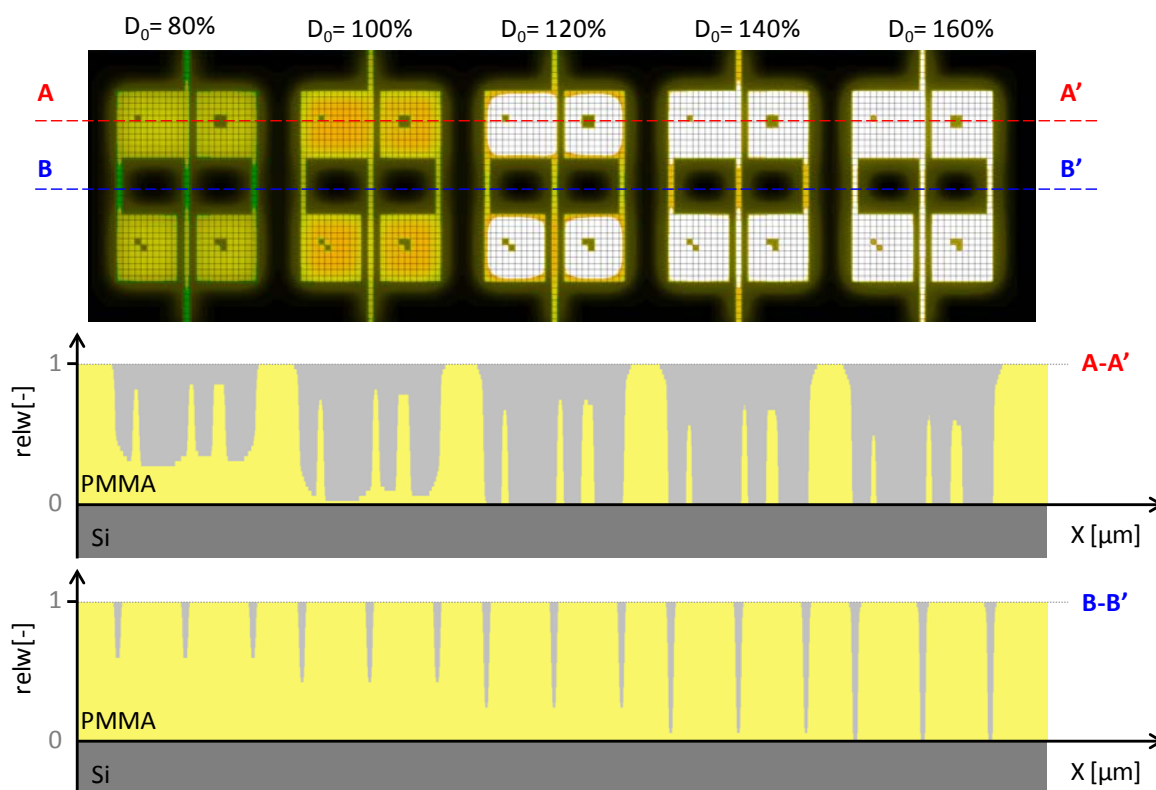 D₀= 80% D₀= 100% D₀= 120% D₀= 140% D₀= 160%
A A’
B B’
1 A-A’
relw[-]
PMMA
0
Si X [µm]
1 B-B’
relw[-]
PMMA
0
Si X [µm]